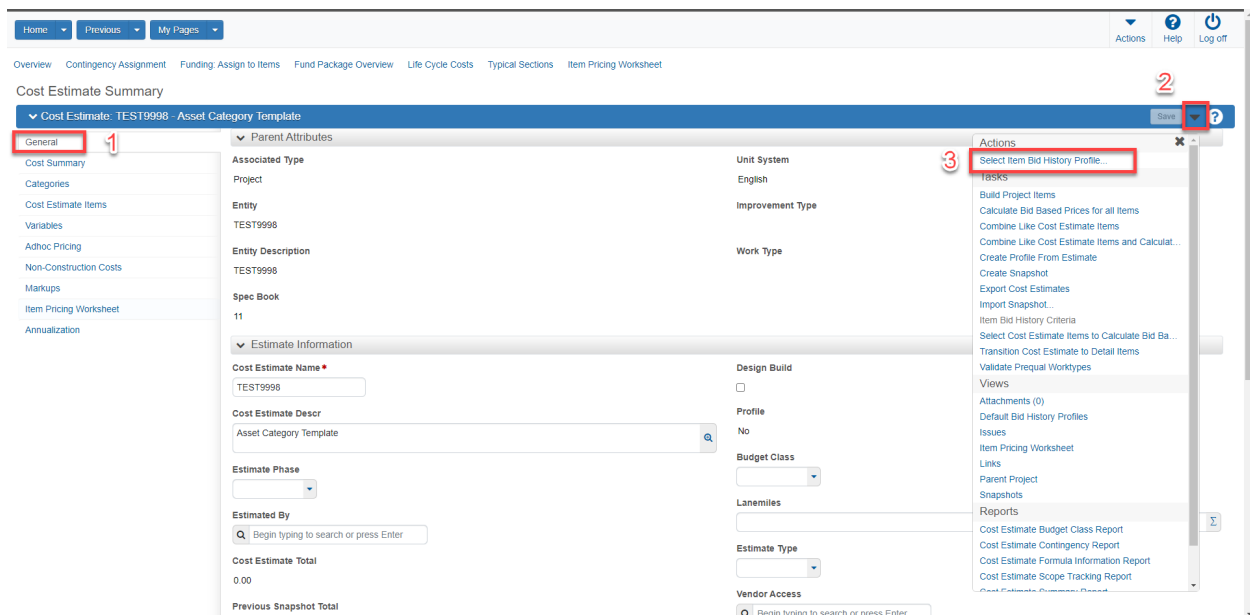 Home
Previous
My Pages
Actions
Help
Log off
Overview Contingency Assignment Funding: Assign to Items Fund Package Overview Life Cycle Costs Typical Sections Item Pricing Worksheet
Cost Estimate Summary
2
Cost Estimate: TEST9998 - Asset Category Template
Save
?
General
1
Cost Summary
Categories
Cost Estimate Items
Variables
Adhoc Pricing
Non-Construction Costs
Markups
Item Pricing Worksheet
Annualization
Parent Attributes
Associated Type
Project
Entity
TEST9998
Entity Description
TEST9998
Spec Book
11
Unit System
English
Improvement Type
Work Type
Estimate Information
Cost Estimate Name*
TEST9998
Cost Estimate Descr
Asset Category Template
Estimate Phase
Estimated By
Begin typing to search or press Enter
Cost Estimate Total
0.00
Previous Snapshot Total
Design Build
Profile
No
Budget Class
Lanemiles
Σ
Estimate Type
Vendor Access
Begin typing to search or press Enter
Actions
3
Select Item Bid History Profile...
Tasks
Build Project Items
Calculate Bid Based Prices for all Items
Combine Like Cost Estimate Items
Combine Like Cost Estimate Items and Calculat...
Create Profile From Estimate
Create Snapshot
Export Cost Estimates
Import Snapshot...
Item Bid History Criteria
Select Cost Estimate Items to Calculate Bid Ba...
Transition Cost Estimate to Detail Items
Validate Prequal Worktypes
Views
Attachments (0)
Default Bid History Profiles
Issues
Item Pricing Worksheet
Links
Parent Project
Snapshots
Reports
Cost Estimate Budget Class Report
Cost Estimate Contingency Report
Cost Estimate Formula Information Report
Cost Estimate Scope Tracking Report
Cost Estimate Summary Report